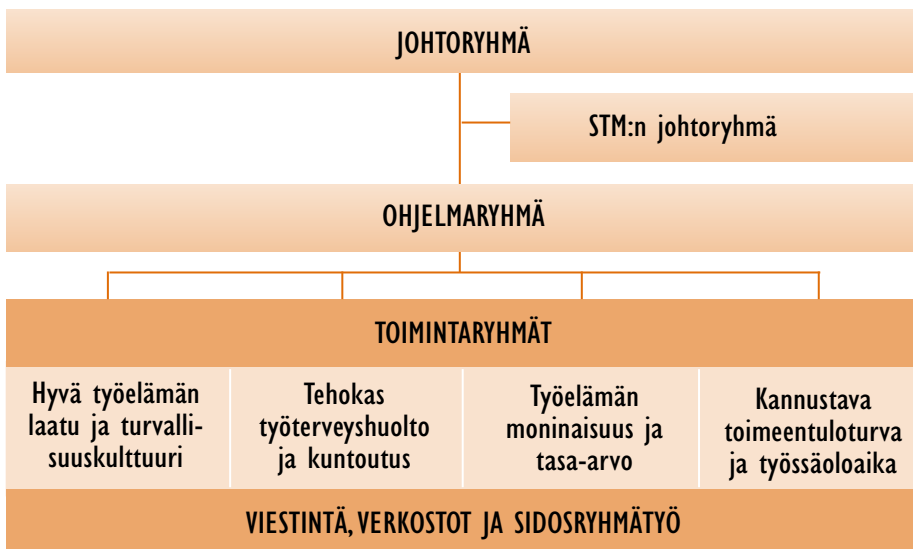 JOHTORYHMÄ
STM:n johtoryhmä
OHJELMARYHMÄ
TOIMINTARYHMÄT
Hyvä työelämän
laatu ja turvalli-
suuskulttuuri
Tehokas
työterveyshuolto
ja kuntoutus
Työelämän
moninaisuus ja
tasa-arvo
Kannustava
toimeentuloturva
ja työssäoloaika
VIESTINTÄ, VERKOSTOT JA SIDOSRYHMÄTYÖ